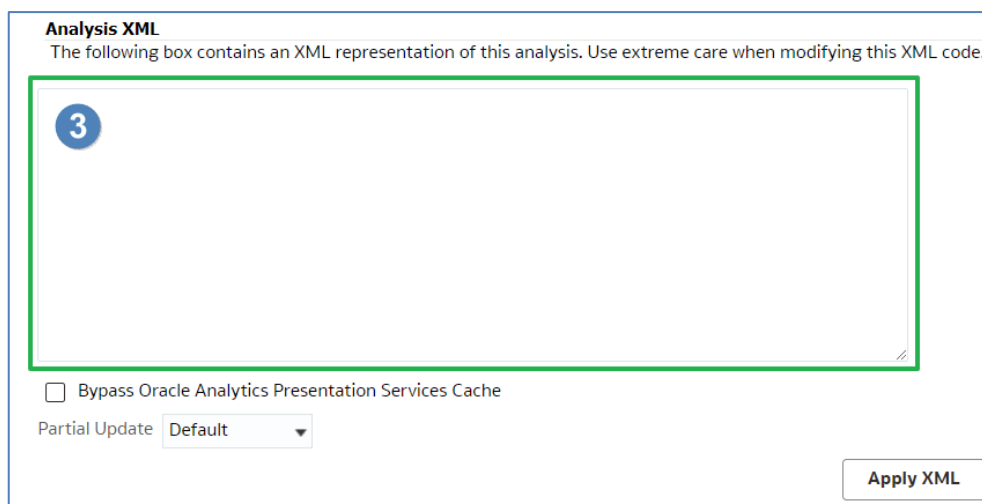 Analysis XML
The following box contains an XML representation of this analysis. Use extreme care when modifying this XML code.
3
Bypass Oracle Analytics Presentation Services Cache
Partial Update Default
Apply XML